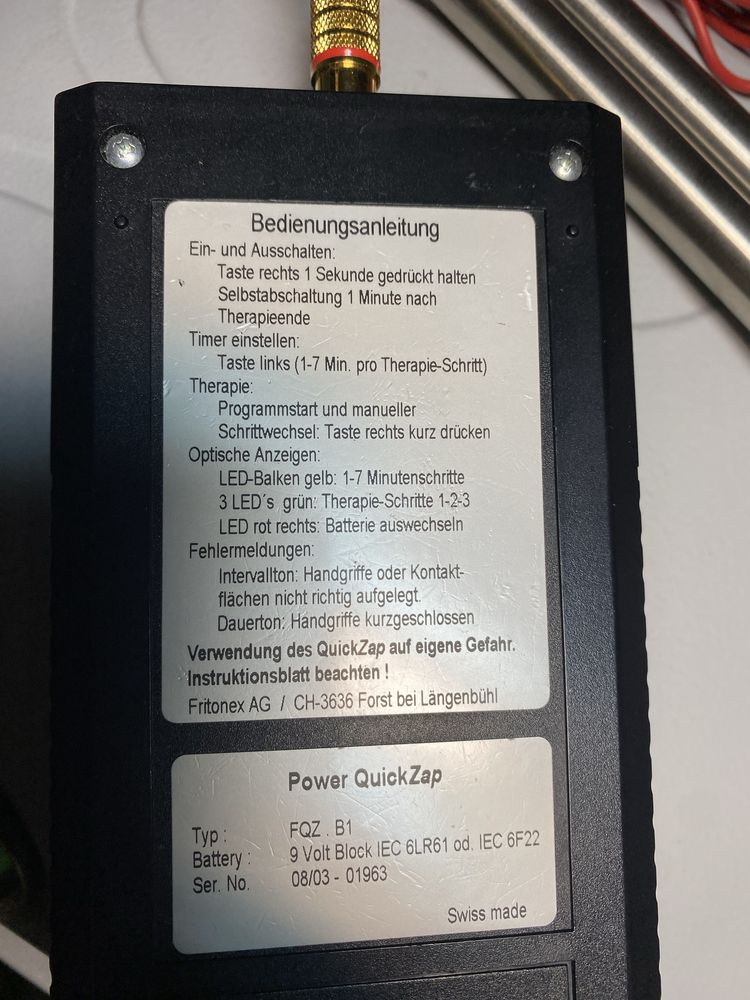 Bedienungsanleitung
Ein- und Ausschalten:
Taste rechts 1 Sekunde gedrückt halten
Selbstabschaltung 1 Minute nach
Therapieende
Timer einstellen:
Taste links (1-7 Min. pro Therapie-Schritt)
Therapie:
Programmstart und manueller
Schrittwechsel: Taste rechts kurz drücken
Optische Anzeigen:
LED-Balken gelb: 1-7 Minutenschritte
3 LED´s grün: Therapie-Schritte 1-2-3
LED rot rechts: Batterie auswechseln
Fehlermeldungen:
Intervallton: Handgriffe oder Kontakt-
flächen nicht richtig aufgelegt.
Dauerton: Handgriffe kurzgeschlossen
Verwendung des QuickZap auf eigene Gefahr.
Instruktionsblatt beachten !
Fritonex AG / CH-3636 Forst bei Längenbühl
Power QuickZap
Typ : FQZ . B1
Battery : 9 Volt Block IEC 6LR61 od. IEC 6F22
Ser. No. 08/03 - 01963
Swiss made